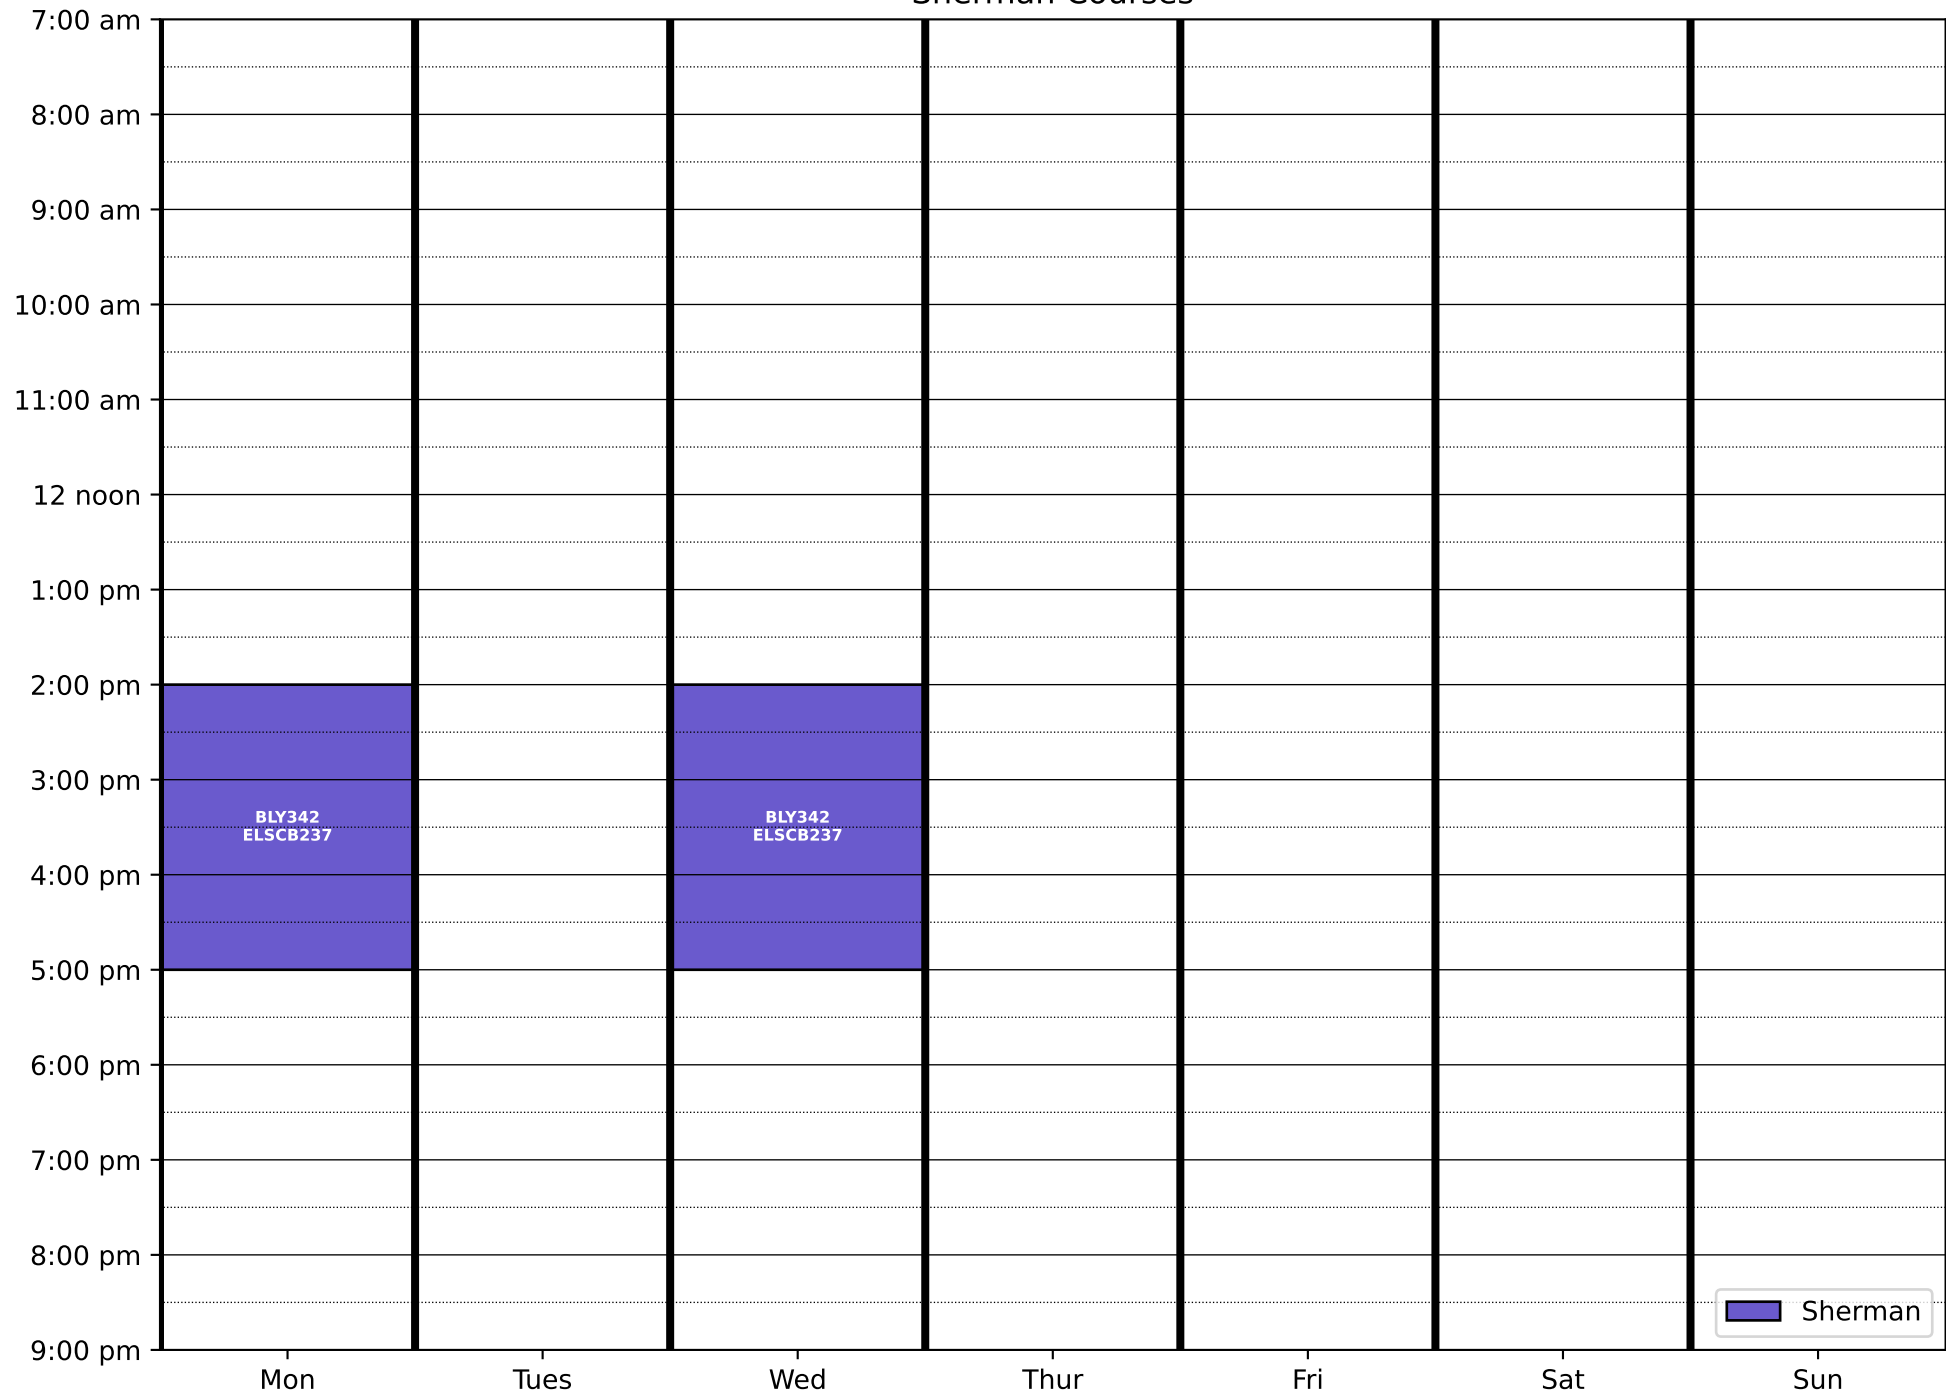 Sherman Courses
7:00 am
8:00 am
9:00 am
10:00 am
11:00 am
12 noon
1:00 pm
2:00 pm
3:00 pm
BLY342
ELSCB237
BLY342
ELSCB237
4:00 pm
5:00 pm
6:00 pm
7:00 pm
8:00 pm
Sherman
9:00 pm
Mon Tues Wed Thur Fri Sat Sun